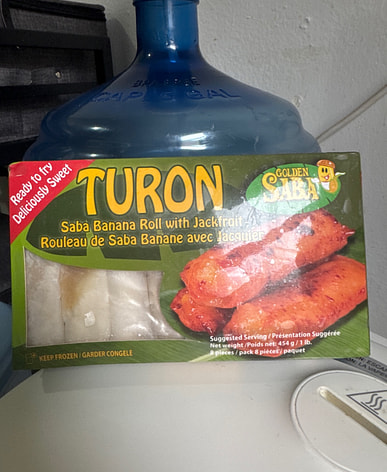 Ready to fry
Deliciously Sweet
TURON
GOLDEN
SABA
Saba Banana Roll with Jackfruit
Rouleau de Saba Banane avec Jacquier
Suggested Serving / Présentation Suggérée
Net weight /Poids net: 454 g / 1 lb.
8 pieces / pack 8 pièces / paquet
KEEP FROZEN / GARDER CONGELE